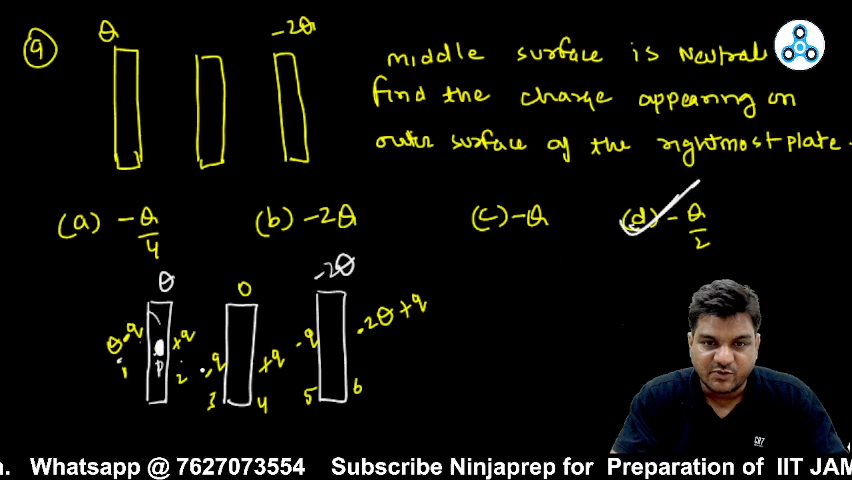 9
Q -2Q
middle surface is Neutral
find the charge appearing on
outer surface of the rightmost plate.
(a) -Q/4 (b) -2Q (c) -Q (d) -Q/2
Q 0 -2Q
Q-q +q -q +q -q -2Q+q
P
1 2 3 4 5 6
CR7
n. Whatsapp @ 7627073554 Subscribe Ninjaprep for Preparation of IIT JAM